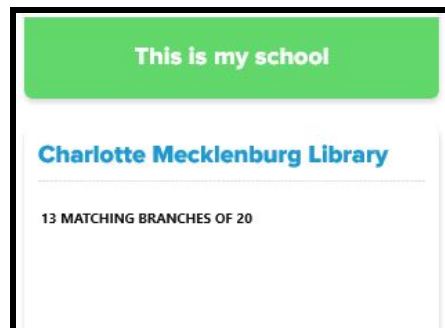 This is my school
Charlotte Mecklenburg Library
13 MATCHING BRANCHES OF 20